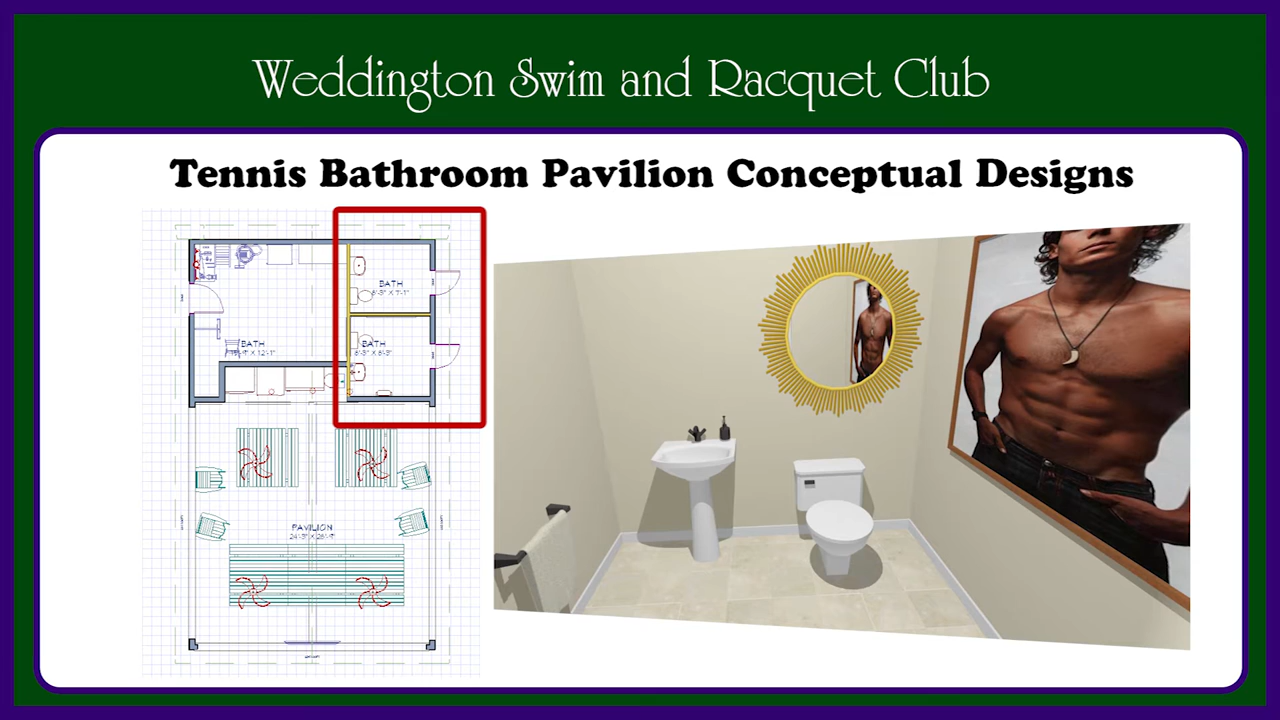 Weddington Swim and Racquet Club
Tennis Bathroom Pavilion Conceptual Designs
BATH
BATH
BATH
PAVILION